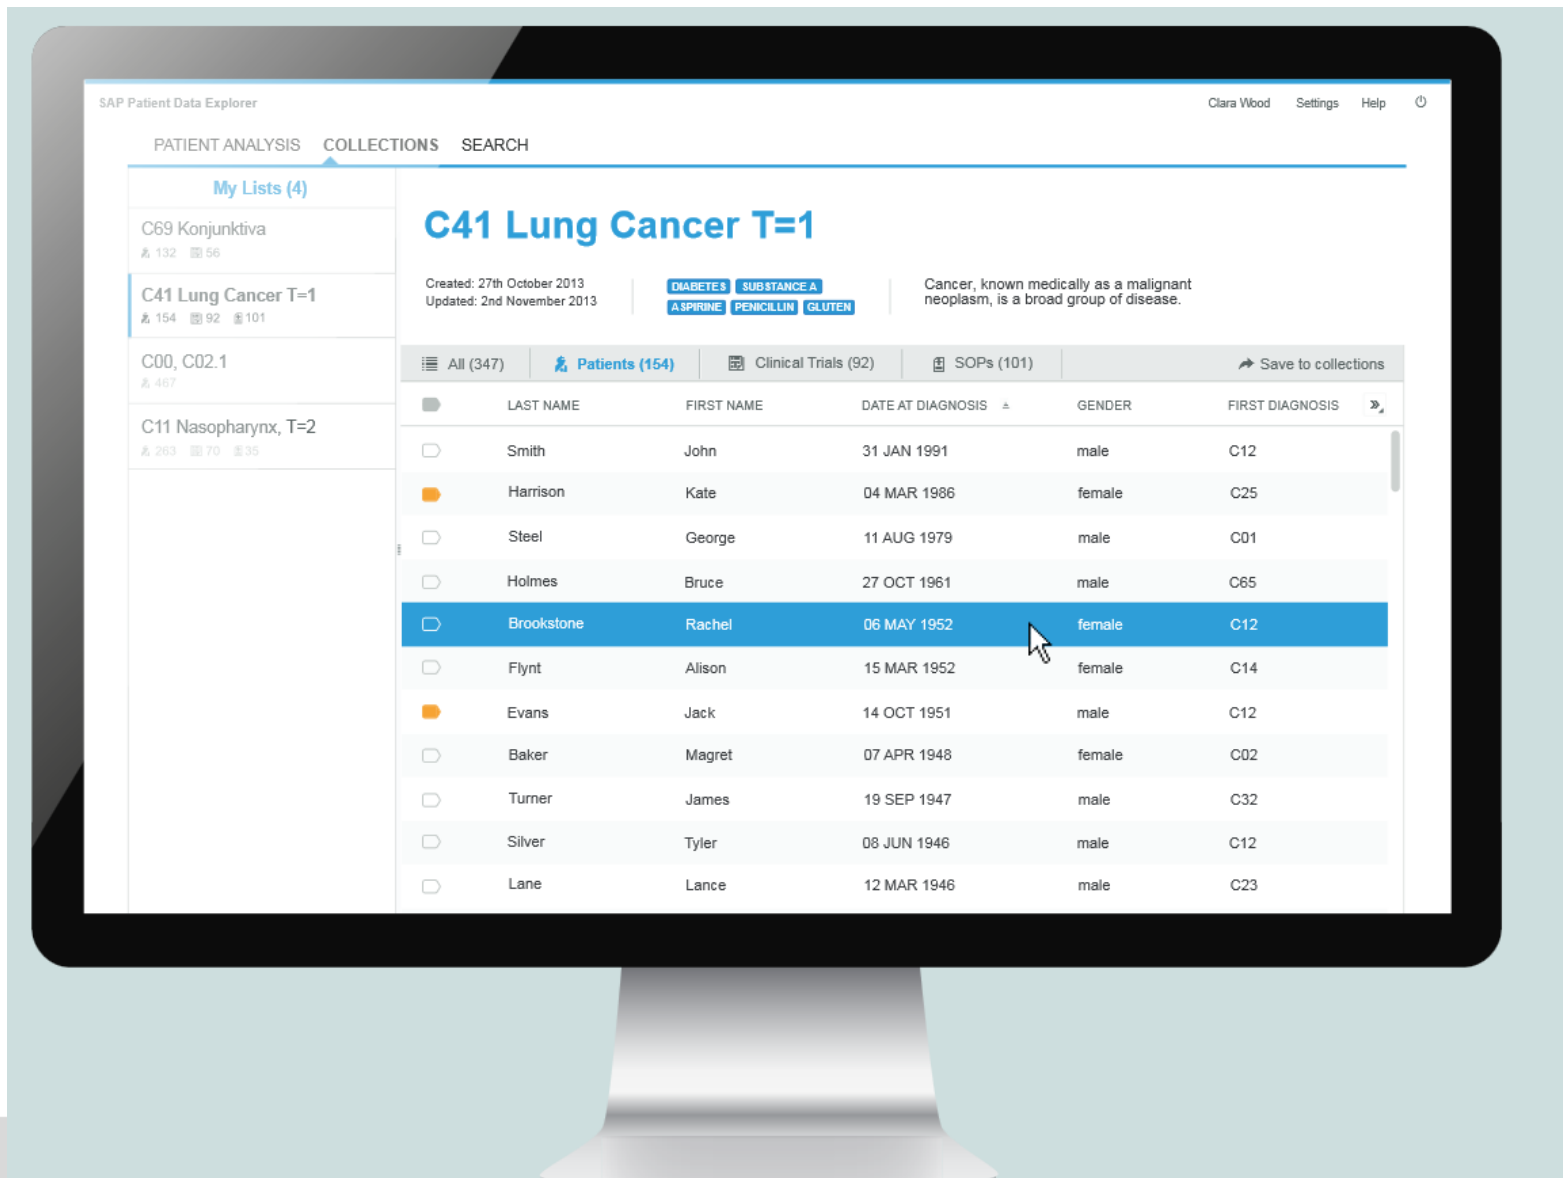 SAP Patient Data Explorer
Clara Wood Settings Help
PATIENT ANALYSIS COLLECTIONS SEARCH
My Lists (4)
C69 Konjunktiva
132 56
C41 Lung Cancer T=1
154 92 101
C00, C02.1
467
C11 Nasopharynx, T=2
263 70 35
C41 Lung Cancer T=1
Created: 27th October 2013
Updated: 2nd November 2013
DIABETES SUBSTANCE A
ASPIRINE PENICILLIN GLUTEN
Cancer, known medically as a malignant
neoplasm, is a broad group of disease.
All (347) Patients (154) Clinical Trials (92) SOPs (101) Save to collections
LAST NAME FIRST NAME DATE AT DIAGNOSIS GENDER FIRST DIAGNOSIS
Smith John 31 JAN 1991 male C12
Harrison Kate 04 MAR 1986 female C25
Steel George 11 AUG 1979 male C01
Holmes Bruce 27 OCT 1961 male C65
Brookstone Rachel 06 MAY 1952 female C12
Flynt Alison 15 MAR 1952 female C14
Evans Jack 14 OCT 1951 male C12
Baker Magret 07 APR 1948 female C02
Turner James 19 SEP 1947 male C32
Silver Tyler 08 JUN 1946 male C12
Lane Lance 12 MAR 1946 male C23